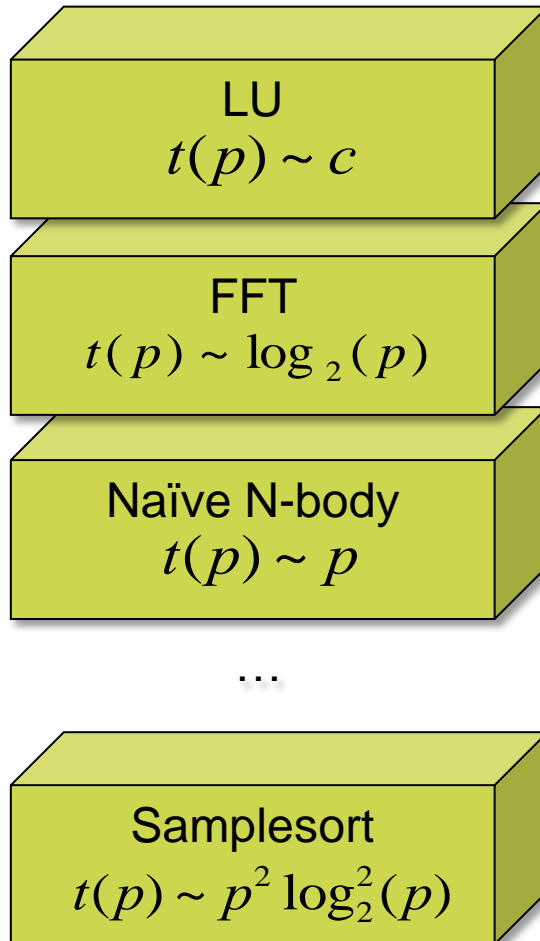 LU
t(p) ~ c
FFT
t(p) ~ log₂(p)
Naïve N-body
t(p) ~ p
...
Samplesort
t(p) ~ p² log₂²(p)